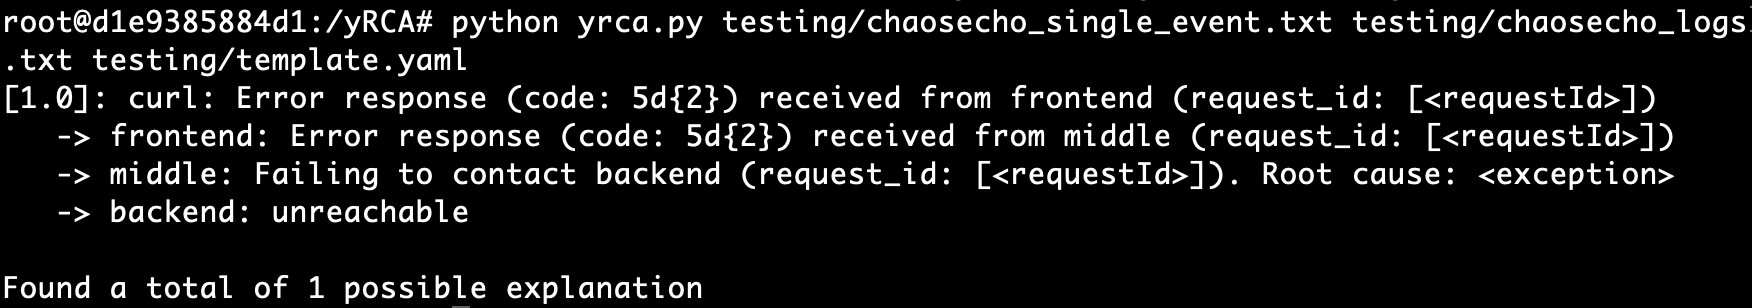 root@d1e9385884d1:/yRCA# python yrca.py testing/chaosecho_single_event.txt testing/chaosecho_logs
.txt testing/template.yaml
[1.0]: curl: Error response (code: 5d{2}) received from frontend (request_id: [<requestId>])
   -> frontend: Error response (code: 5d{2}) received from middle (request_id: [<requestId>])
   -> middle: Failing to contact backend (request_id: [<requestId>]). Root cause: <exception>
   -> backend: unreachable
Found a total of 1 possible explanation